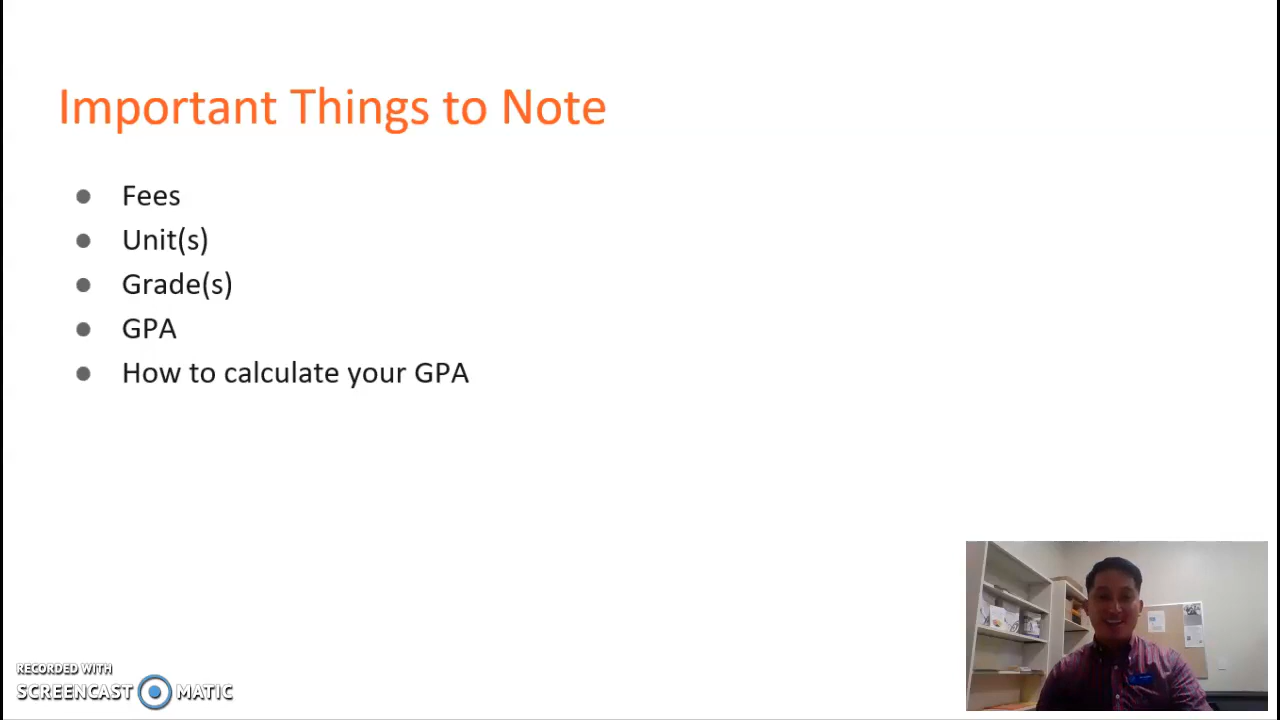 Important Things to Note
Fees
Unit(s)
Grade(s)
GPA
How to calculate your GPA
RECORDED WITH
SCREENCAST MATIC